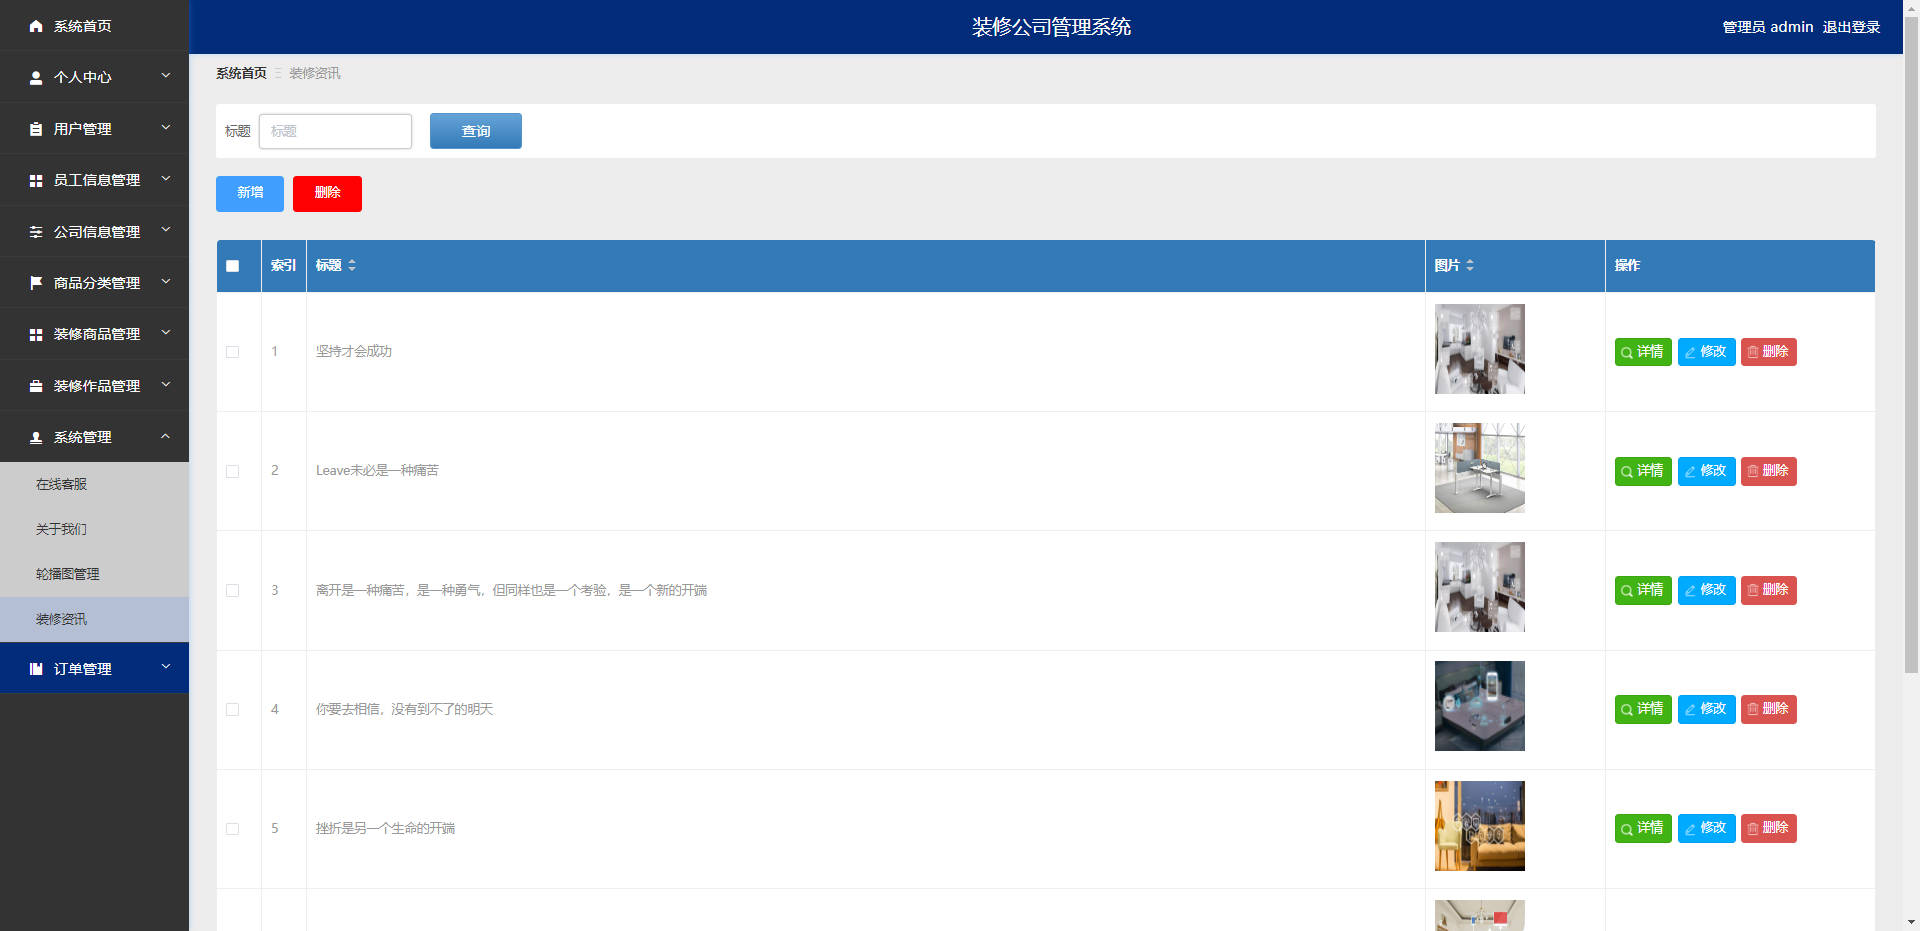 系统首页
个人中心
用户管理
员工信息管理
公司信息管理
商品分类管理
装修商品管理
装修作品管理
系统管理
在线客服
关于我们
轮播图管理
装修资讯
订单管理
装修公司管理系统
管理员 admin 退出登录
系统首页 装修资讯
标题 标题 查询
新增 删除
索引 标题 图片 操作
1 坚持才会成功 详情 修改 删除
2 Leave未必是一种痛苦 详情 修改 删除
3 离开是一种痛苦，是一种勇气，但同样也是一个考验，是一个新的开端 详情 修改 删除
4 你要去相信，没有到不了的明天 详情 修改 删除
5 挫折是另一个生命的开端 详情 修改 删除